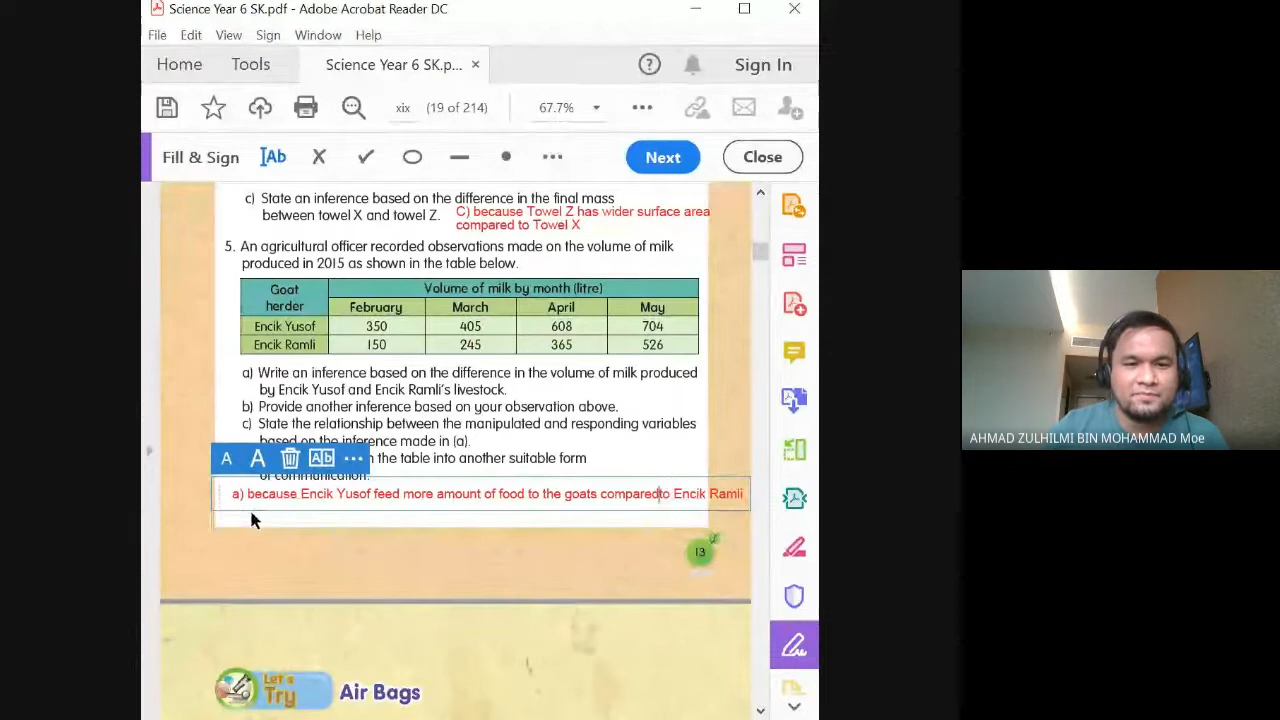 Science Year 6 SK.pdf - Adobe Acrobat Reader DC
File Edit View Sign Window Help
Home Tools Science Year 6 SK.p... × Sign In
xix (19 of 214) 67.7%
Fill & Sign Ab Next Close
c) State an inference based on the difference in the final mass
between towel X and towel Z.
C) because Towel Z has wider surface area
compared to Towel X
5. An agricultural officer recorded observations made on the volume of milk
produced in 2015 as shown in the table below.
Goat herder Volume of milk by month (litre)
February March April May
Encik Yusof 350 405 608 704
Encik Ramli 150 245 365 526
a) Write an inference based on the difference in the volume of milk produced
by Encik Yusof and Encik Ramli's livestock.
b) Provide another inference based on your observation above.
c) State the relationship between the manipulated and responding variables
based on the inference made in (a).
A A Ab
the table into another suitable form
of communication.
a) because Encik Yusof feed more amount of food to the goats compared to Encik Ramli
13
Let's
Try Air Bags
AHMAD ZULHILMI BIN MOHAMMAD Moe